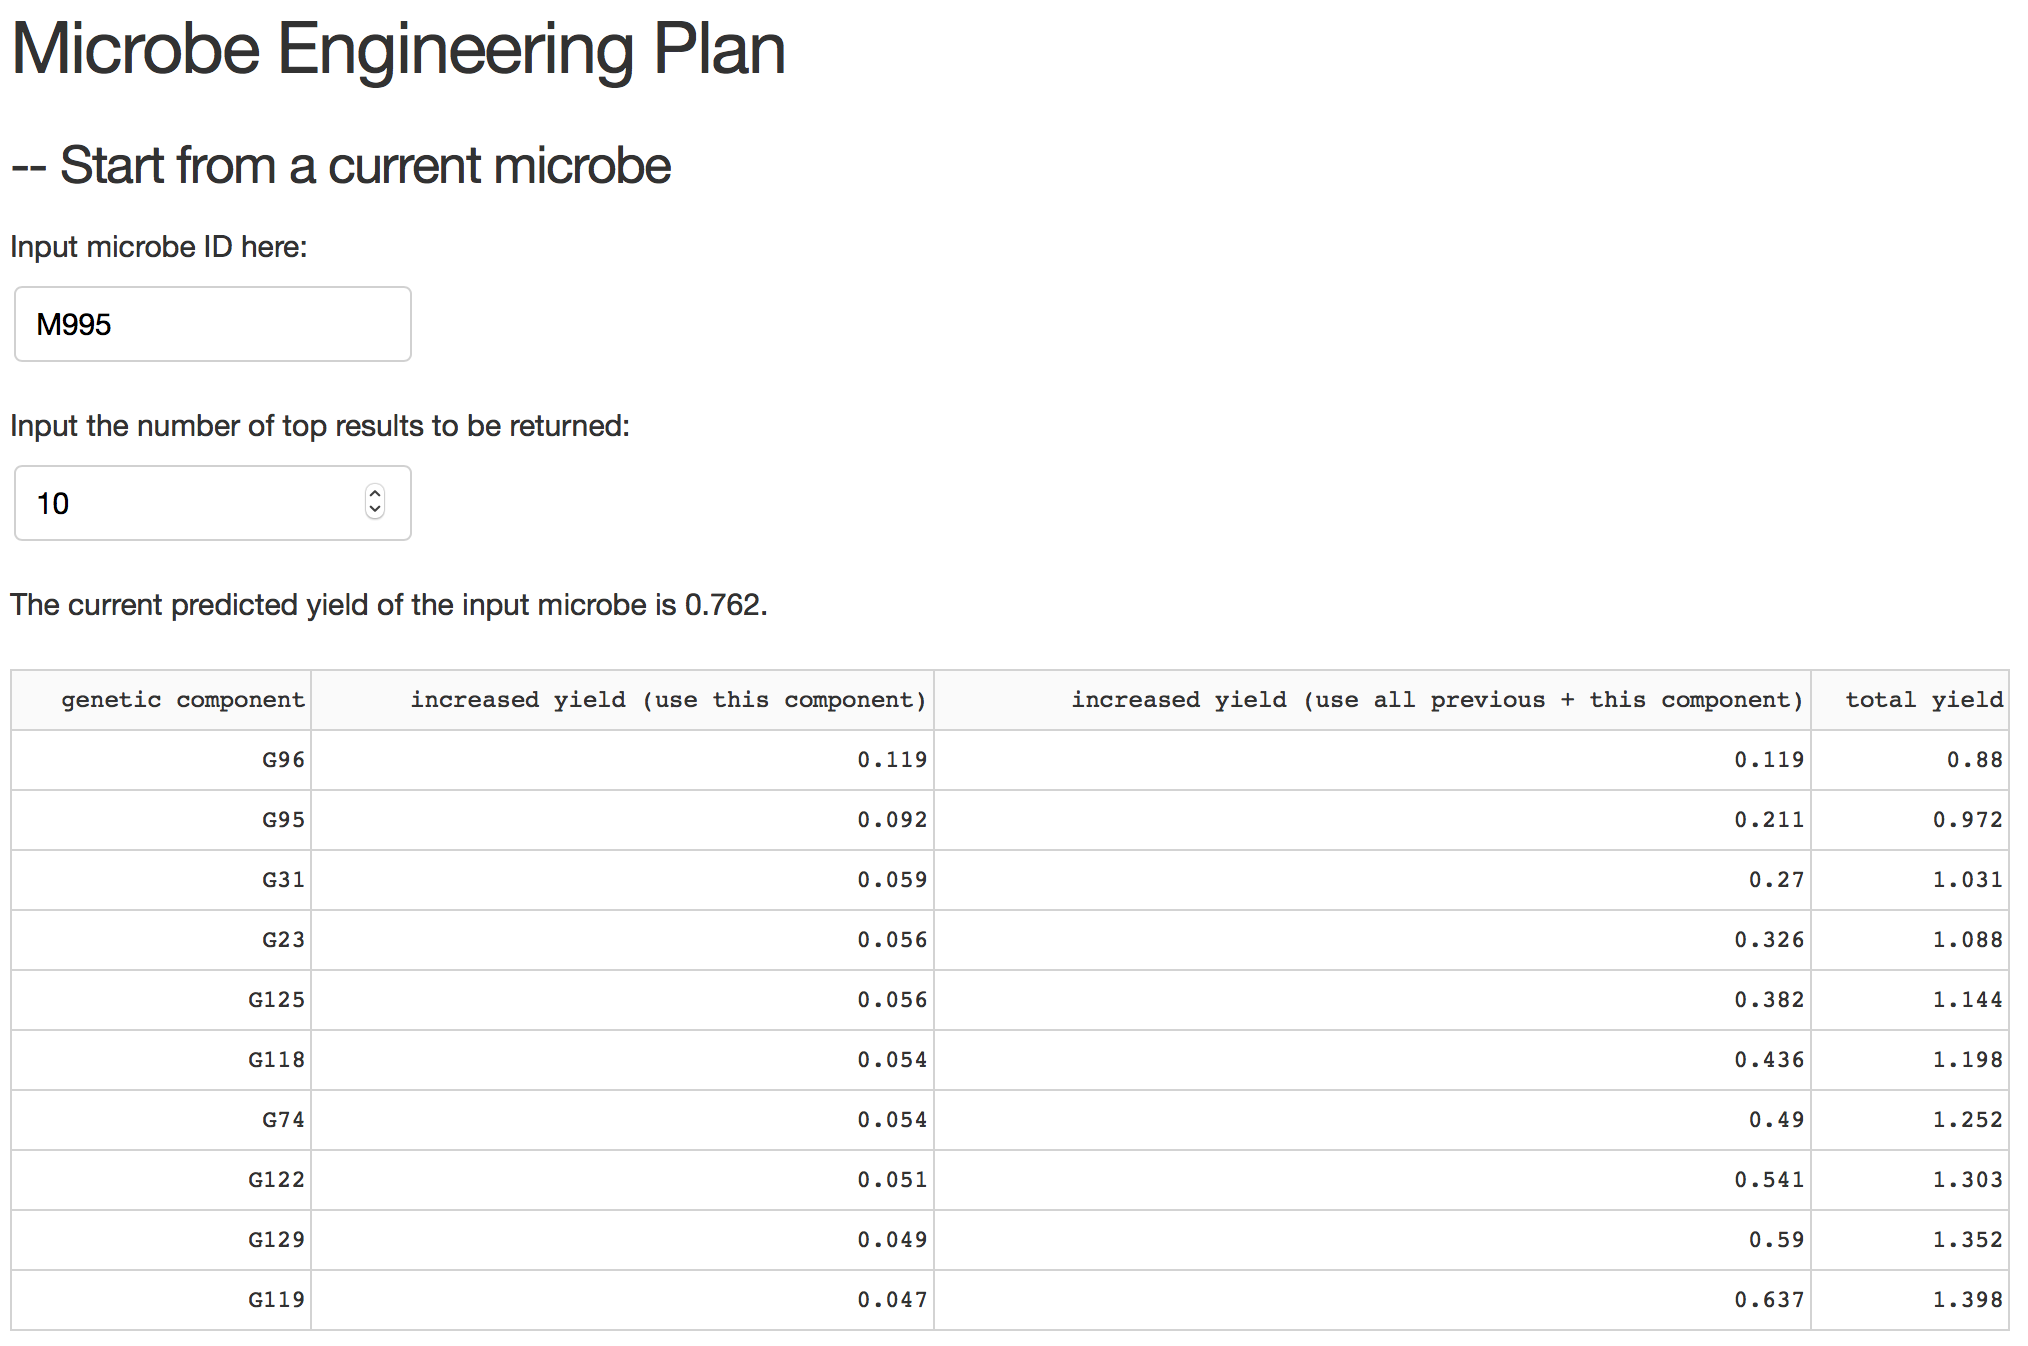 Microbe Engineering Plan
-- Start from a current microbe
Input microbe ID here:
M995
Input the number of top results to be returned:
10
The current predicted yield of the input microbe is 0.762.
genetic component increased yield (use this component) increased yield (use all previous + this component) total yield
G96 0.119 0.119 0.88
G95 0.092 0.211 0.972
G31 0.059 0.27 1.031
G23 0.056 0.326 1.088
G125 0.056 0.382 1.144
G118 0.054 0.436 1.198
G74 0.054 0.49 1.252
G122 0.051 0.541 1.303
G129 0.049 0.59 1.352
G119 0.047 0.637 1.398